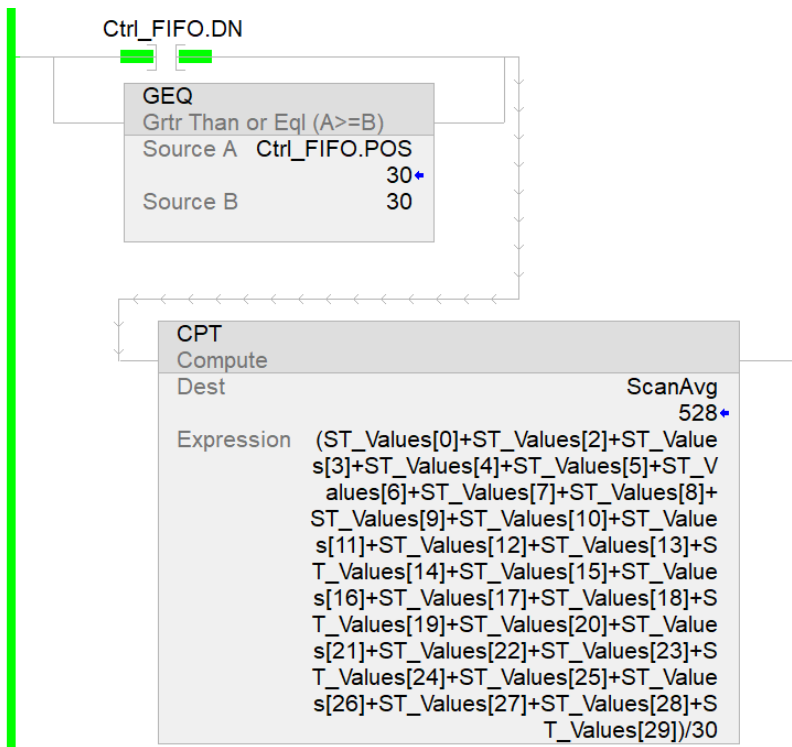 Ctrl_FIFO.DN
GEQ
Grtr Than or Eql (A>=B)
Source A Ctrl_FIFO.POS
30
Source B 30
CPT
Compute
Dest ScanAvg
528
Expression (ST_Values[0]+ST_Values[2]+ST_Value
s[3]+ST_Values[4]+ST_Values[5]+ST_V
alues[6]+ST_Values[7]+ST_Values[8]+
ST_Values[9]+ST_Values[10]+ST_Value
s[11]+ST_Values[12]+ST_Values[13]+S
T_Values[14]+ST_Values[15]+ST_Value
s[16]+ST_Values[17]+ST_Values[18]+S
T_Values[19]+ST_Values[20]+ST_Value
s[21]+ST_Values[22]+ST_Values[23]+S
T_Values[24]+ST_Values[25]+ST_Value
s[26]+ST_Values[27]+ST_Values[28]+S
T_Values[29])/30